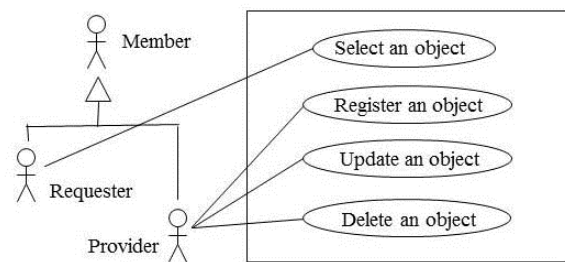 Member
Select an object
Register an object
Update an object
Requester
Delete an object
Provider